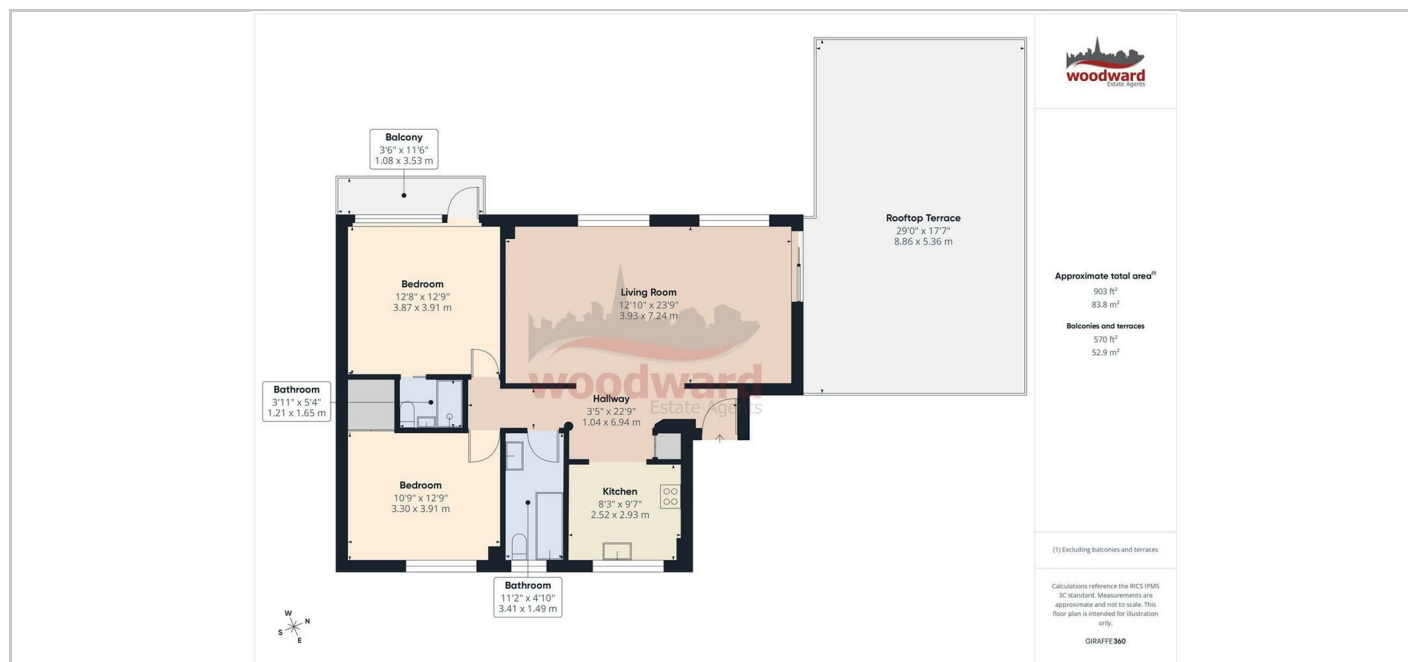 Balcony
3'6" x 11'6"
1.08 x 3.53 m
Bedroom
12'8" x 12'9"
3.87 x 3.91 m
Living Room
12'10" x 23'9"
3.93 x 7.24 m
Rooftop Terrace
29'0" x 17'7"
8.86 x 5.36 m
Bathroom
3'11" x 5'4"
1.21 x 1.65 m
Hallway
3'5" x 22'9"
1.04 x 6.94 m
woodward
Estate Agents
Bedroom
10'9" x 12'9"
3.30 x 3.91 m
Kitchen
8'3" x 9'7"
2.52 x 2.93 m
Bathroom
11'2" x 4'10"
3.41 x 1.49 m
W
N
S
E
woodward
Estate Agents
Approximate total area(1)
903 ft²
83.8 m²
Balconies and terraces
570 ft²
52.9 m²
(1) Excluding balconies and terraces
Calculations reference the RICS IPMS
3C standard. Measurements are
approximate and not to scale. This
floor plan is intended for illustration
only.
GIRAFFE360